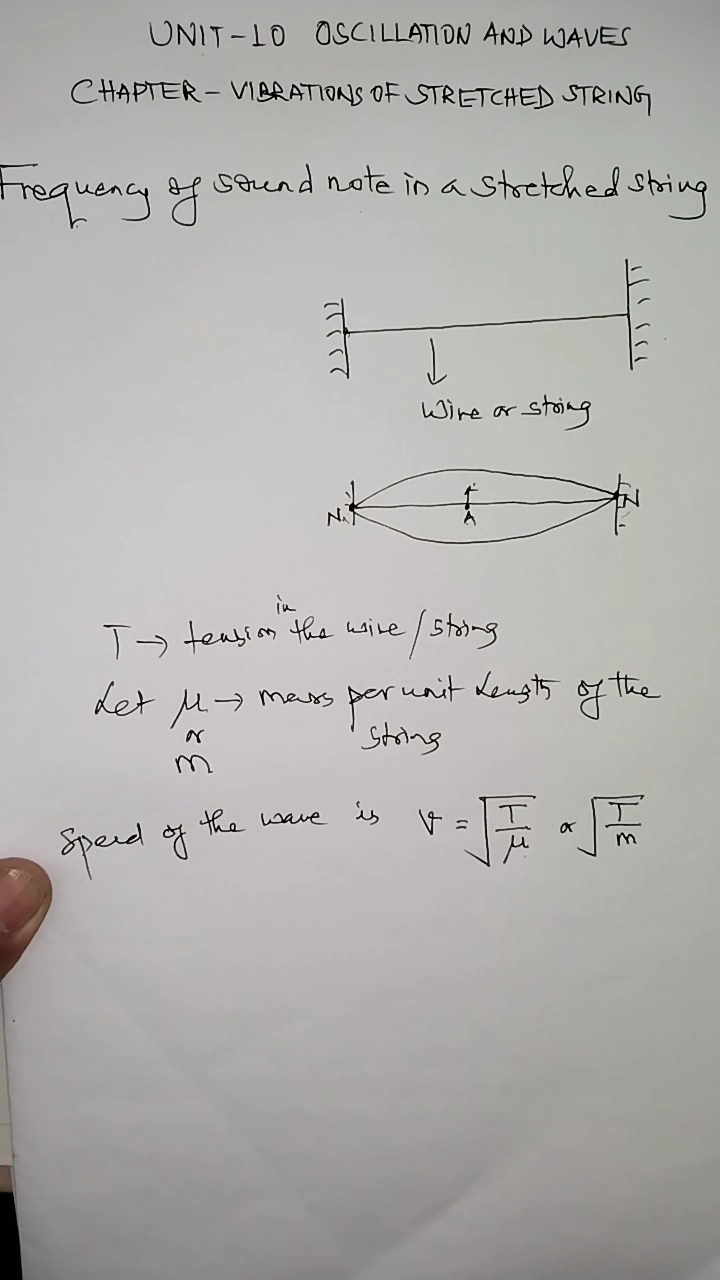 UNIT-10 OSCILLATION AND WAVES
CHAPTER - VIBRATIONS OF STRETCHED STRING
Frequency of sound note in a stretched string
Wire or string
N A N
T → tension in the wire / string
Let μ → mass per unit length of the
or string
m
Speed of the wave is v = √(T/μ) or √(T/m)